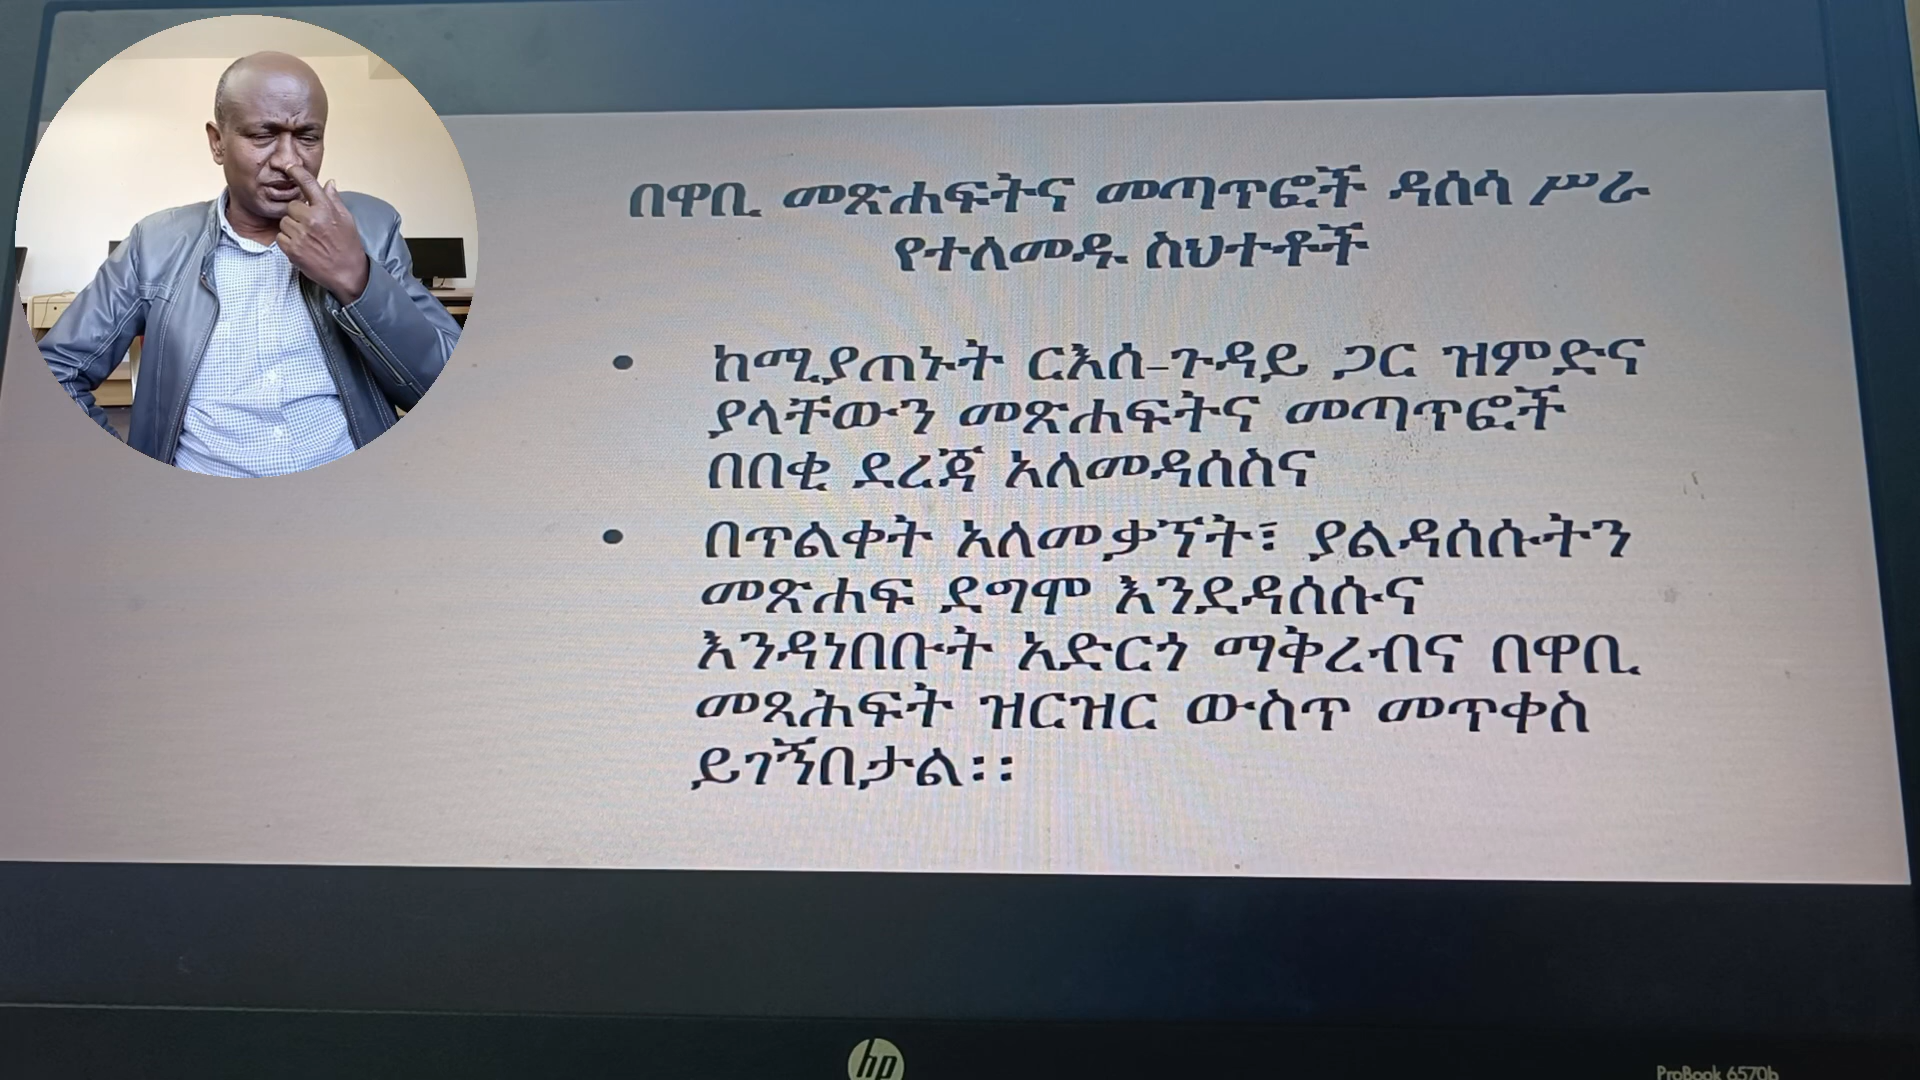 በዋቢ መጽሐፍትና መጣጥፎች ዳሰሳ ሥራ
የተለመዱ ስህተቶች
• ከሚያጠኑት ርእሰ-ጉዳይ ጋር ዝምድና
ያላቸውን መጽሐፍትና መጣጥፎች
በበቂ ደረጃ አለመዳሰስና
• በጥልቀት አለመቃኘት፣ ያልዳሰሱትን
መጽሐፍ ደግሞ እንደዳሰሱና
እንዳነበቡት አድርጎ ማቅረብና በዋቢ
መጻሕፍት ዝርዝር ውስጥ መጥቀስ
ይገኝበታል፡፡
hp
ProBook 6570b